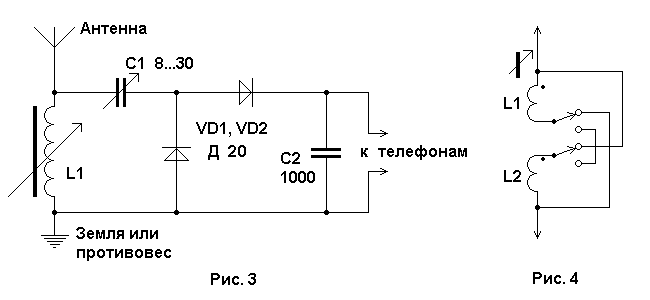 Антенна
C1 8...30
VD1, VD2
Д 20
L1
C2
1000
к телефонам
Земля или
противовес
Рис. 3
L1
L2
Рис. 4